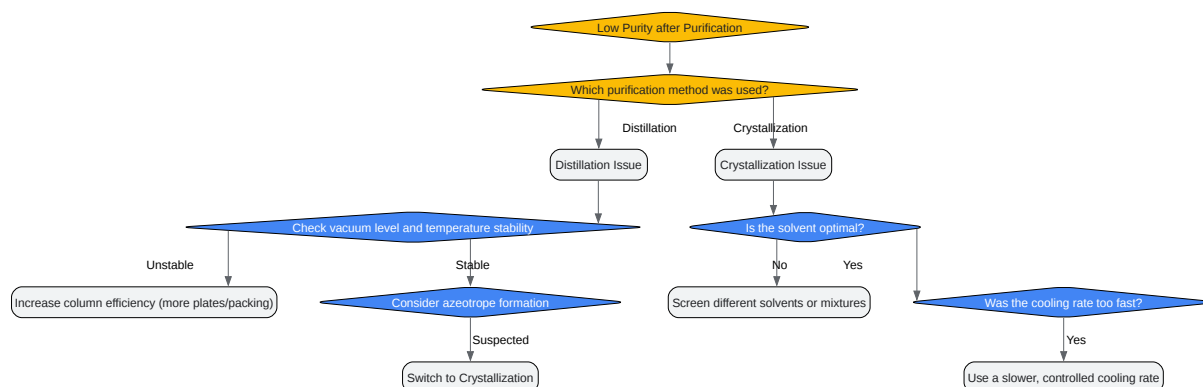 Low Purity after Purification
Which purification method was used?
Distillation
Crystallization
Distillation Issue
Crystallization Issue
Check vacuum level and temperature stability
Is the solvent optimal?
Unstable
Stable
No
Yes
Increase column efficiency (more plates/packing)
Consider azeotrope formation
Screen different solvents or mixtures
Was the cooling rate too fast?
Suspected
Yes
Switch to Crystallization
Use a slower, controlled cooling rate